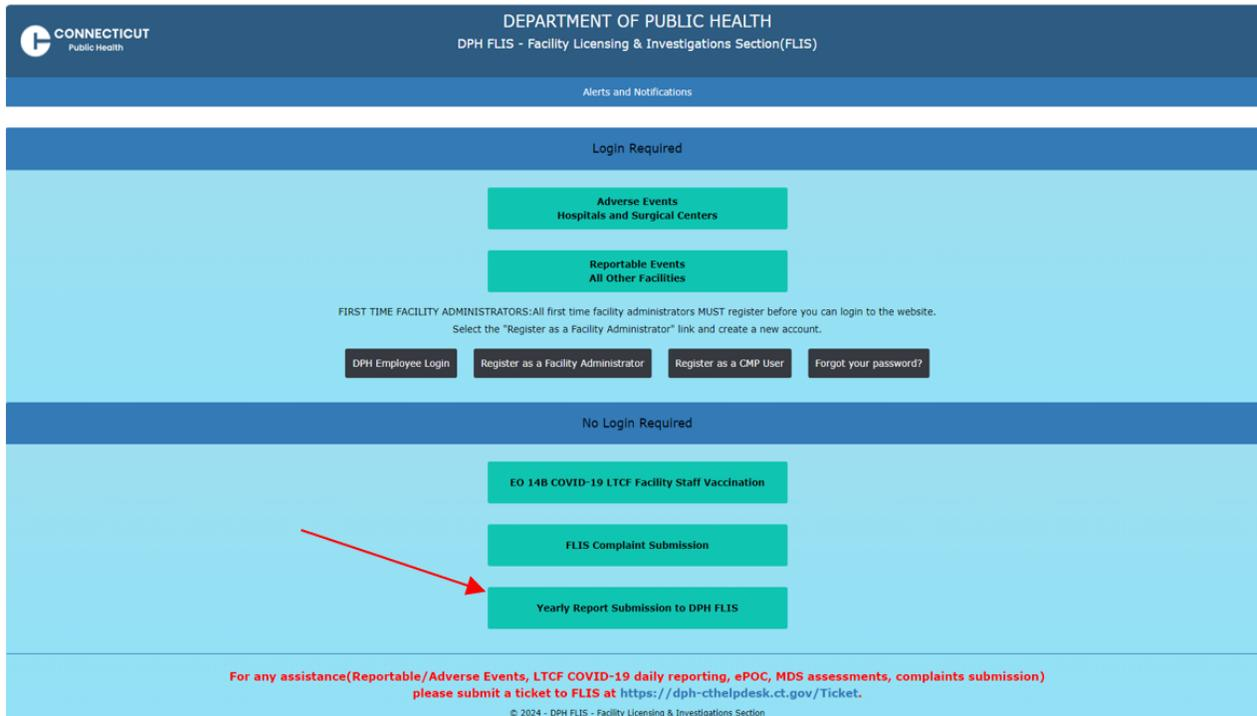 CONNECTICUT
Public Health
DEPARTMENT OF PUBLIC HEALTH
DPH FLIS - Facility Licensing & Investigations Section(FLIS)
Alerts and Notifications
Login Required
Adverse Events
Hospitals and Surgical Centers
Reportable Events
All Other Facilities
FIRST TIME FACILITY ADMINISTRATORS:All first time facility administrators MUST register before you can login to the website.
Select the "Register as a Facility Administrator" link and create a new account.
DPH Employee Login Register as a Facility Administrator Register as a CMP User Forgot your password?
No Login Required
EO 14B COVID-19 LTCF Facility Staff Vaccination
FLIS Complaint Submission
Yearly Report Submission to DPH FLIS
For any assistance(Reportable/Adverse Events, LTCF COVID-19 daily reporting, ePOC, MDS assessments, complaints submission)
please submit a ticket to FLIS at https://dph-cthelpdesk.ct.gov/Ticket.
© 2024 - DPH FLIS - Facility Licensing & Investigations Section